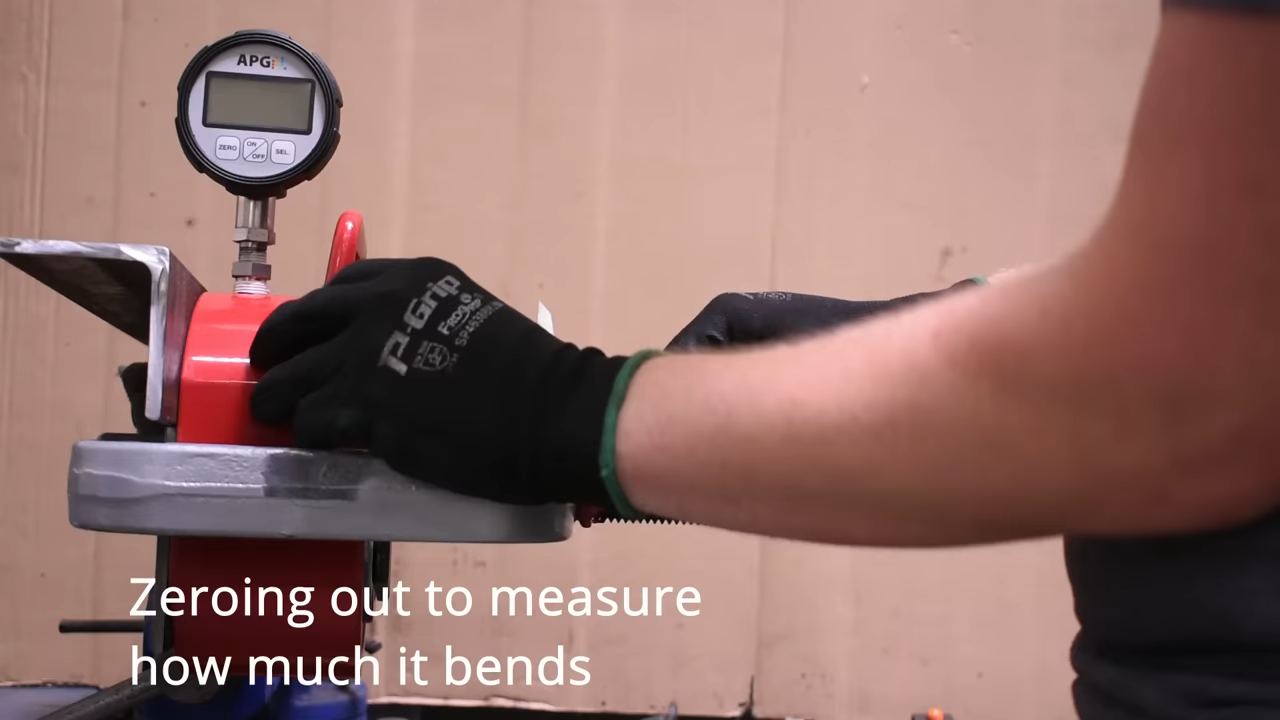 APG
ZERO
ON
OFF
SEL.
P-Grip
Zeroing out to measure
how much it bends